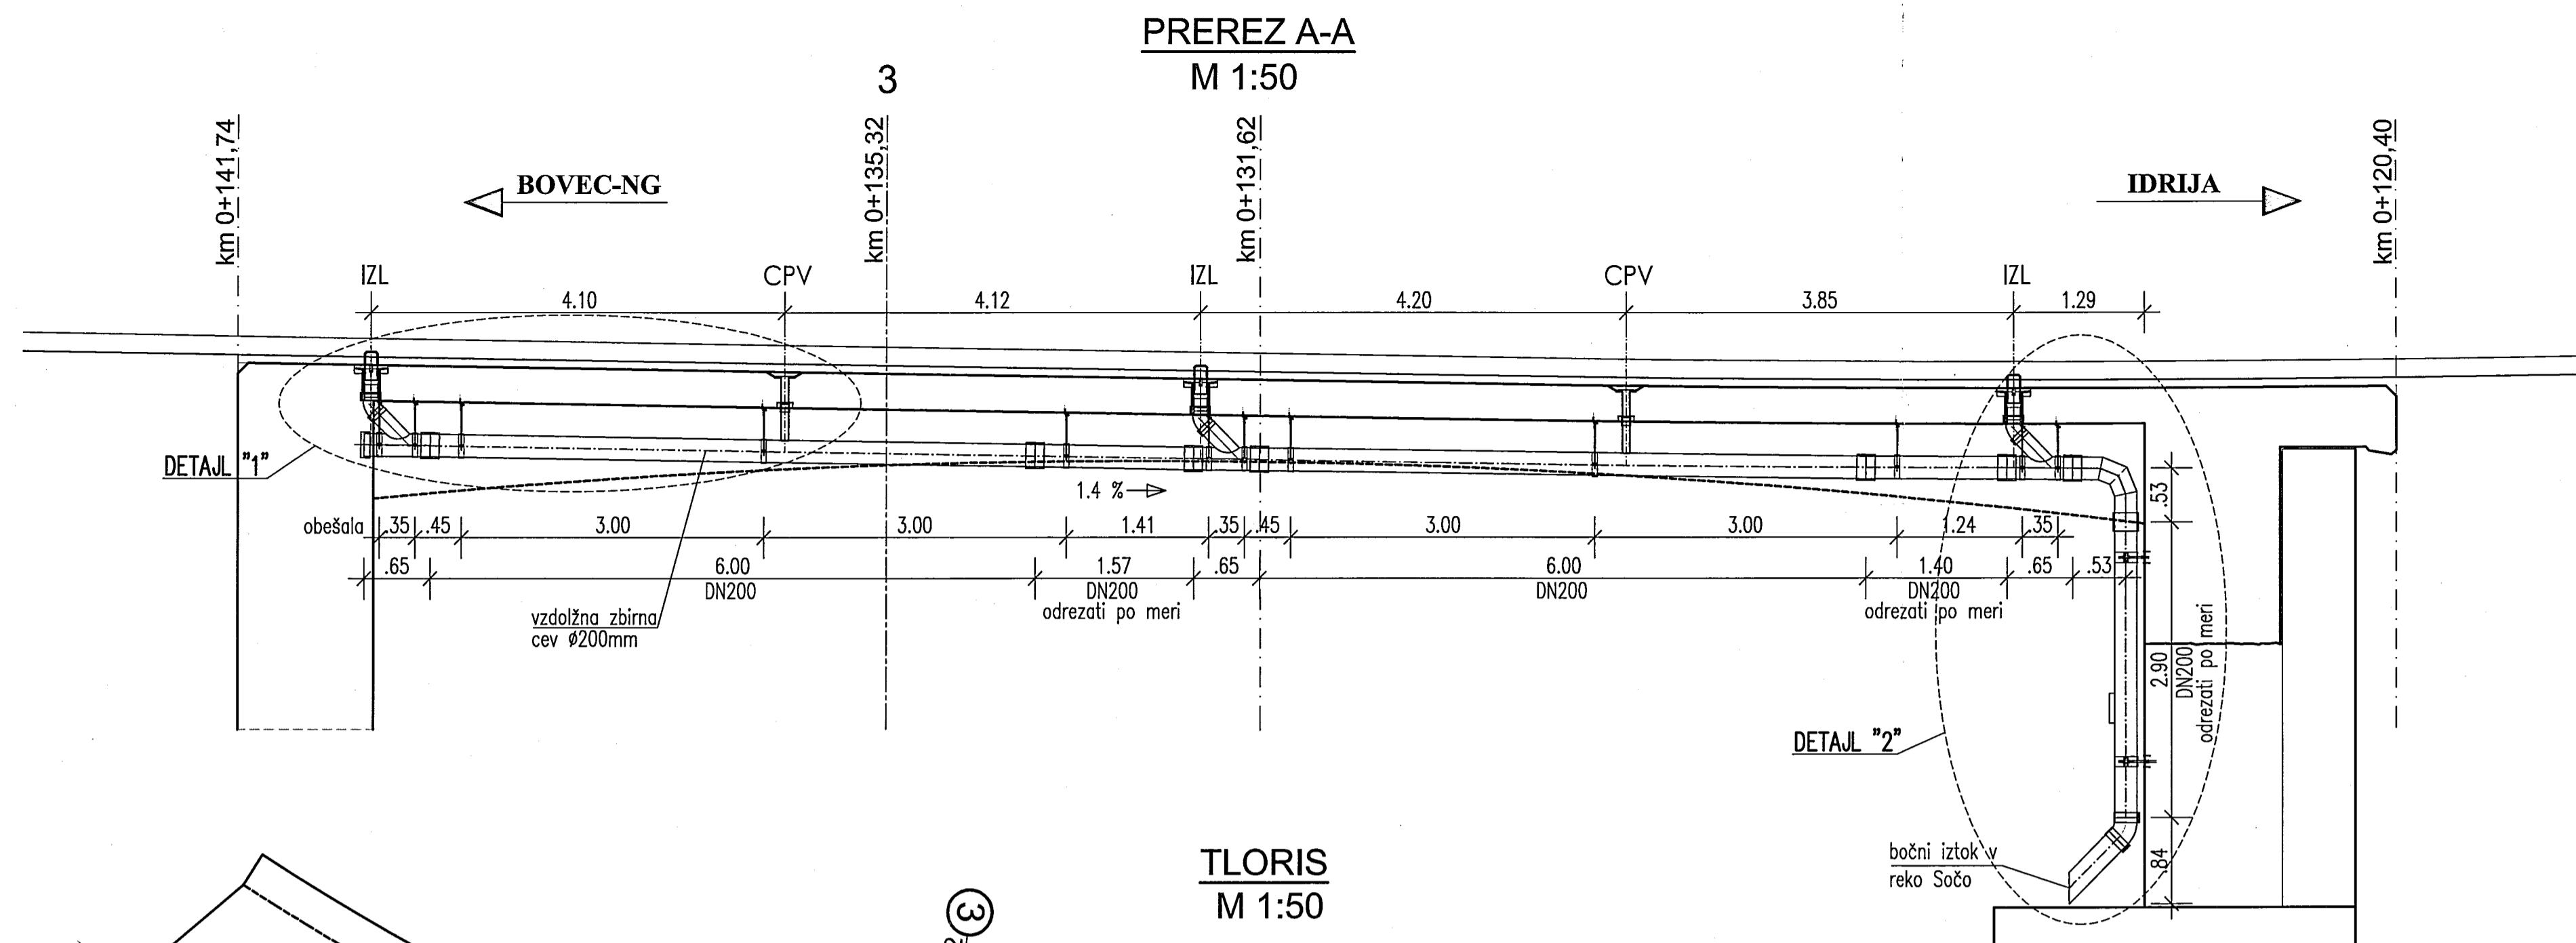 PREREZ A-A
M 1:50
3
km 0+141,74
km 0+135,32
km 0+131,62
km 0+120,40
BOVEC-NG
IDRIJA
IZL
CPV
IZL
CPV
IZL
4.10
4.12
4.20
3.85
1.29
DETAJL "1"
1.4 %
.53
obešala
.35
.45
3.00
3.00
1.41
.35
.45
3.00
3.00
1.24
.35
.65
6.00
1.57
.65
6.00
1.40
.65
.53
DN200
DN200
DN200
DN200
odrezati po meri
odrezati po meri
vzdolžna zbirna
cev ø200mm
2.90
DN200
odrezati po meri
DETAJL "2"
bočni iztok v
reko Sočo
.84
TLORIS
M 1:50
3